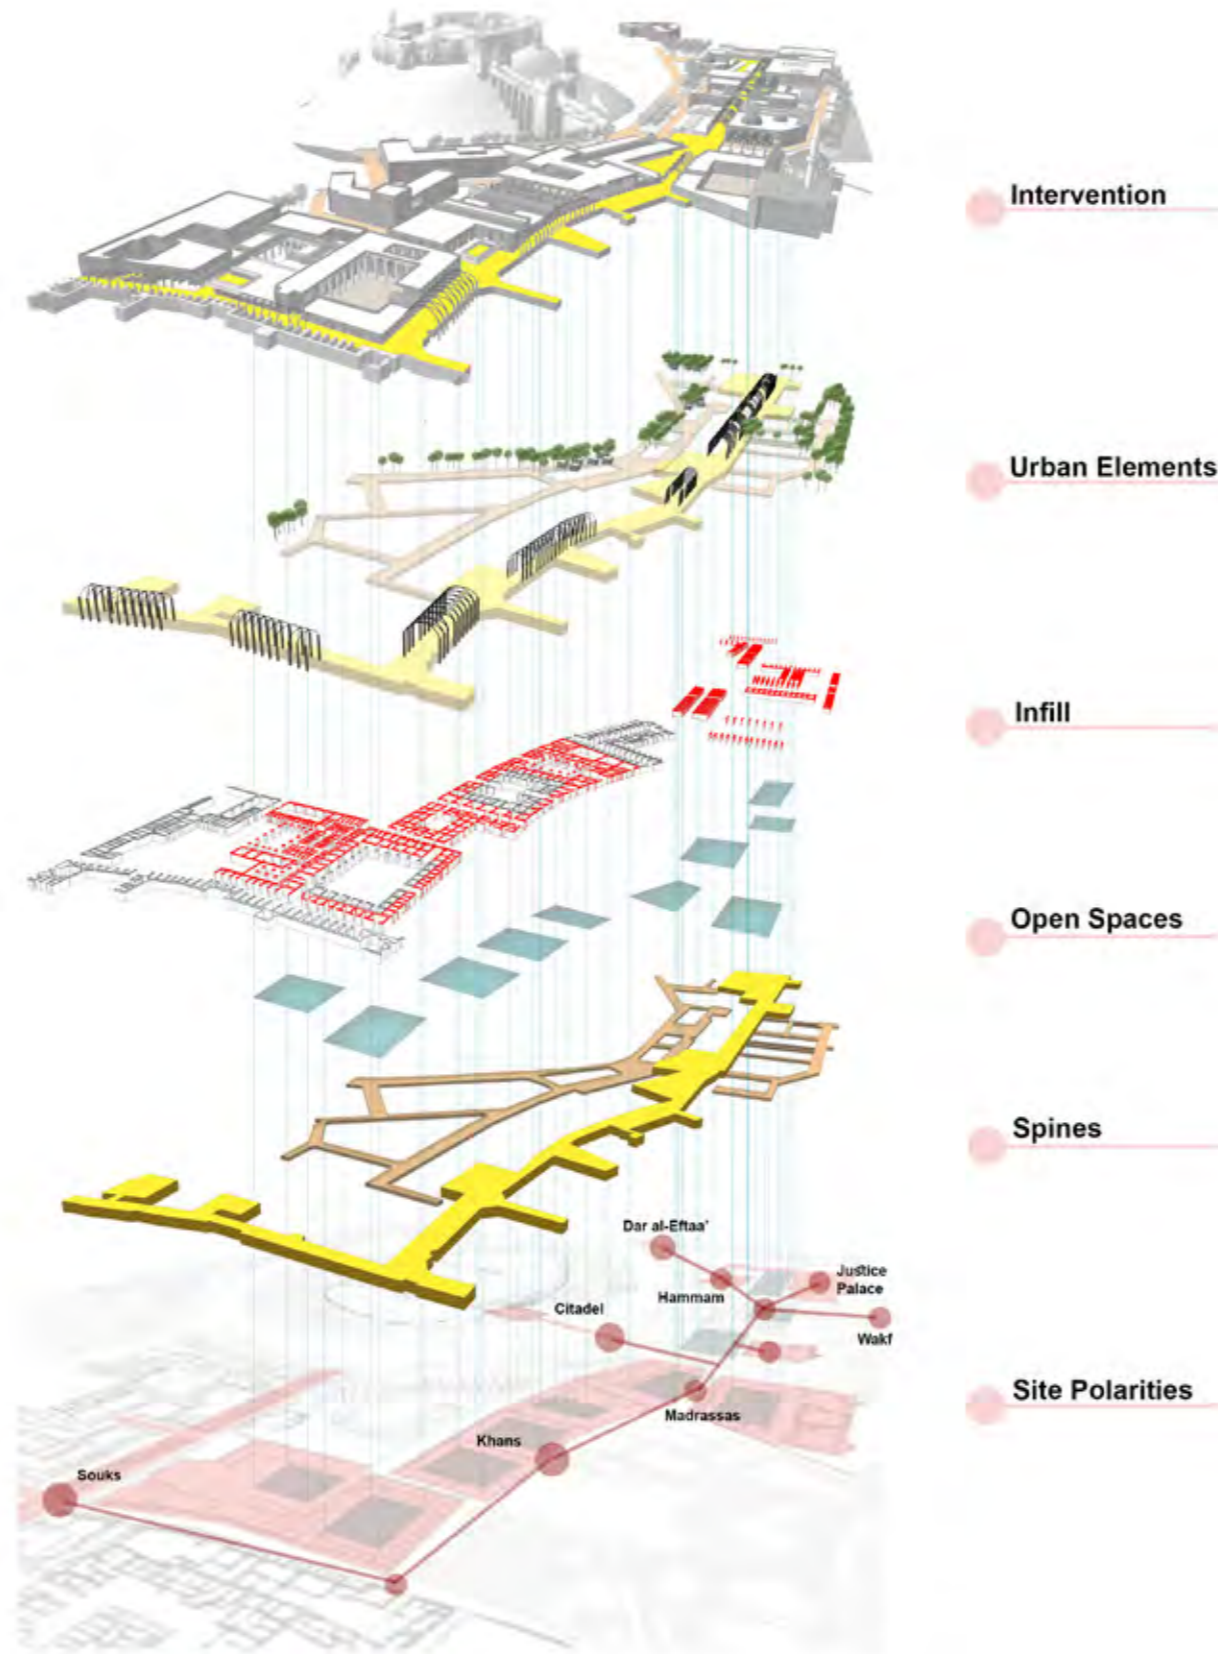 Intervention
Urban Elements
Infill
Open Spaces
Spines
Dar al-Eftaa'
Justice
Palace
Hammam
Citadel
Wakf
Site Polarities
Madrassas
Khans
Souks